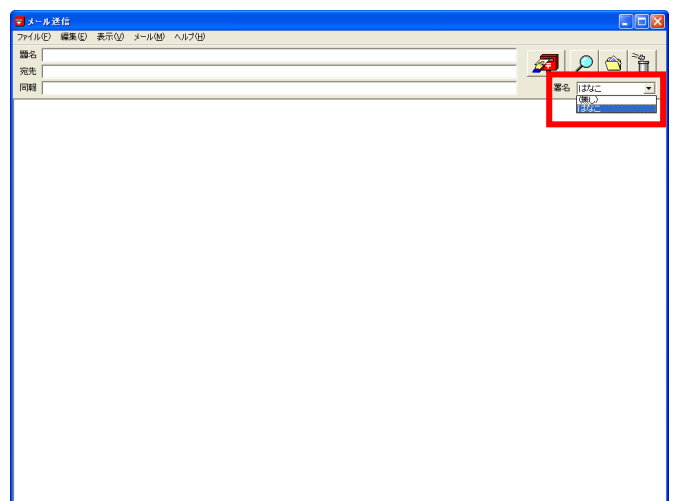 メール送信
ファイル(F) 編集(E) 表示(V) メール(M) ヘルプ(H)
題名
宛先
同報
署名 はなこ
(無し)
はなこ